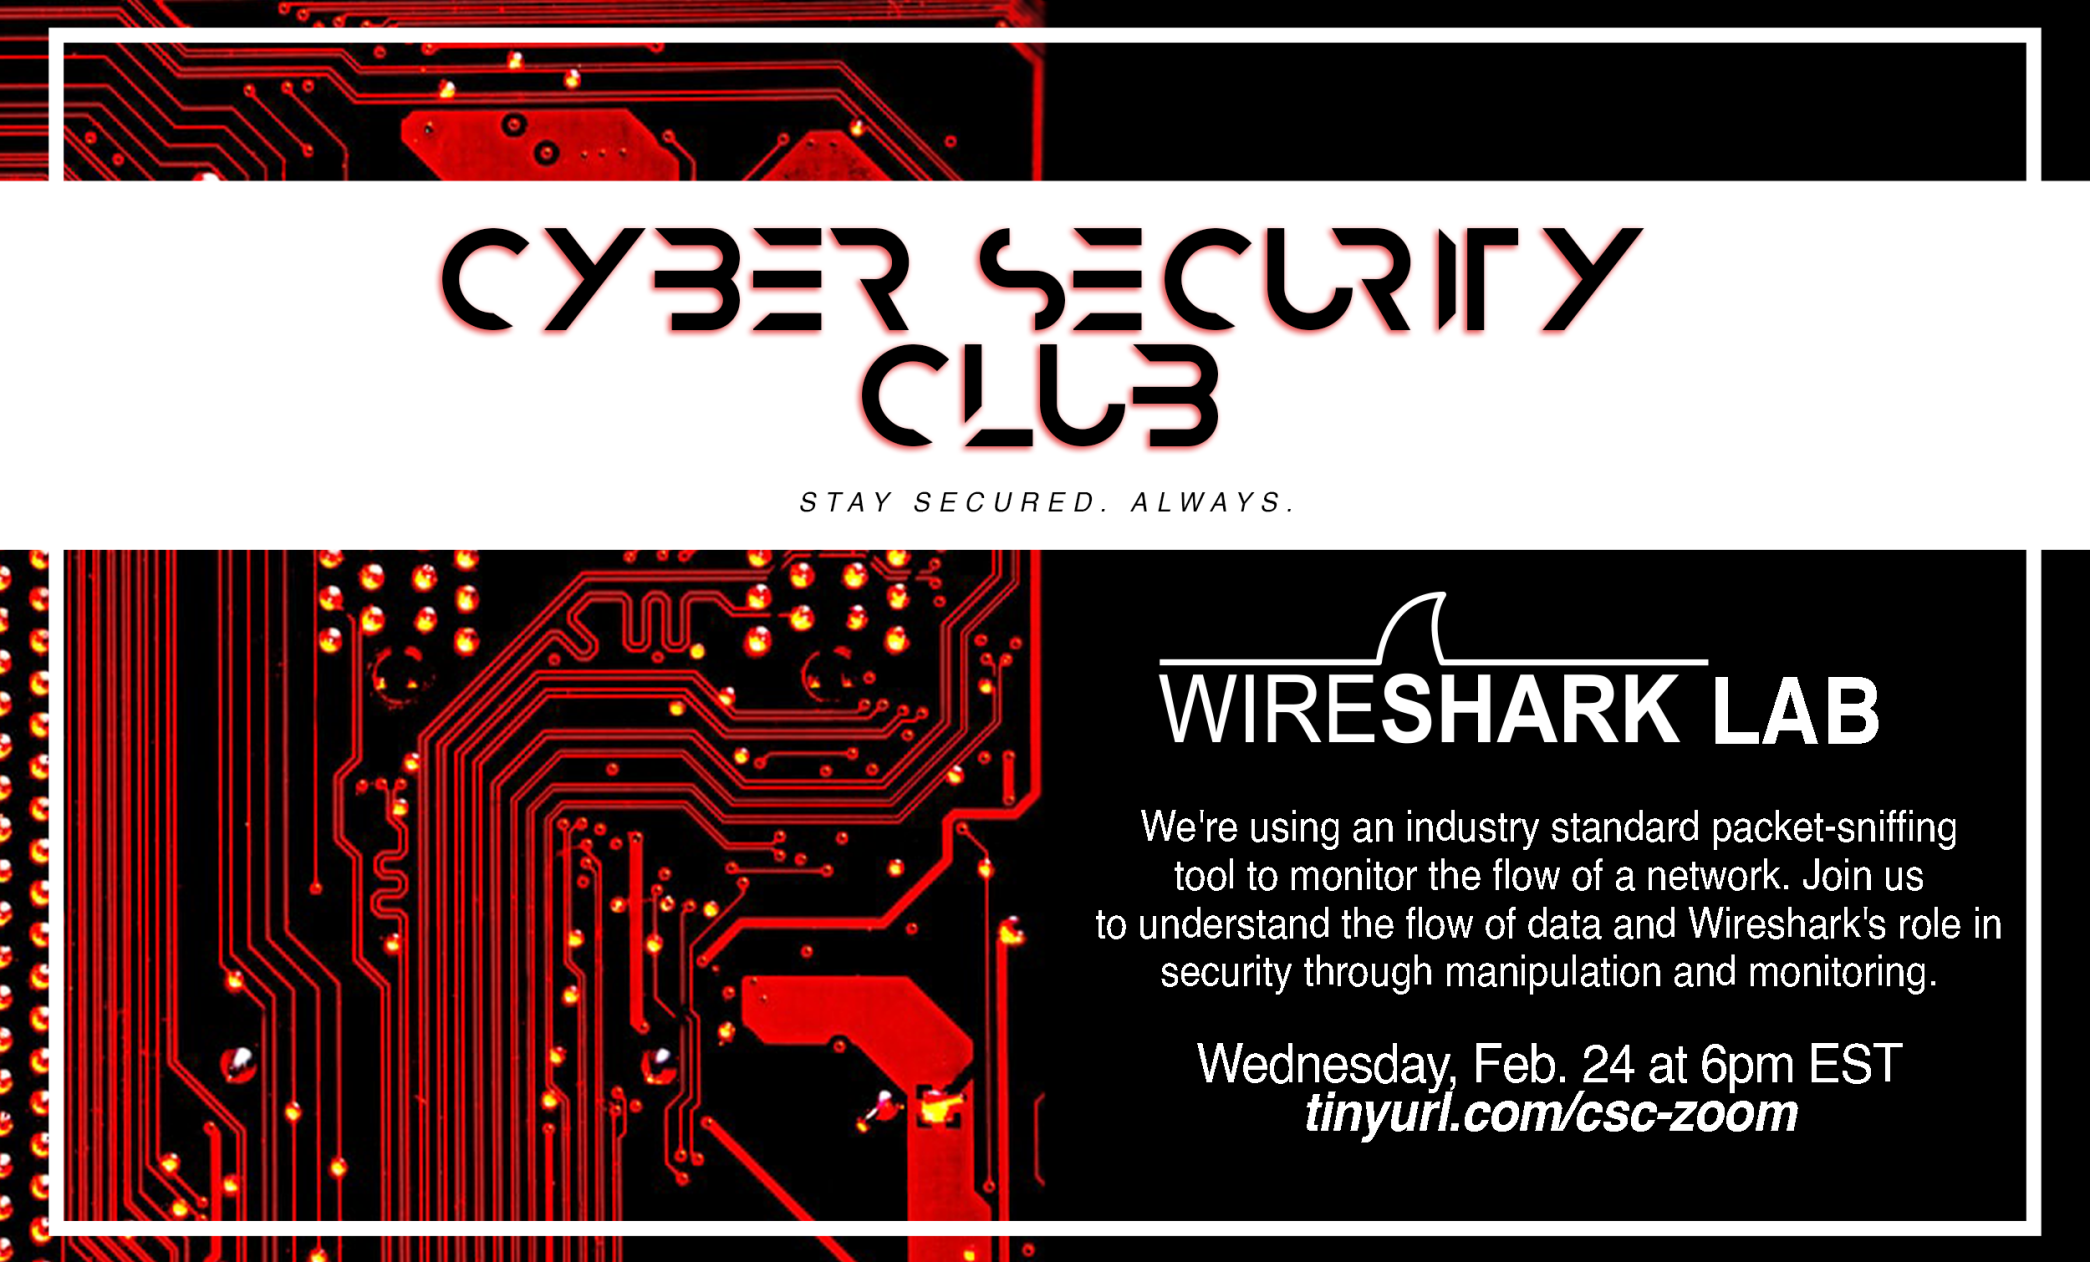 CYBER SECURITY
CLUB
STAY SECURED. ALWAYS.
WIRESHARK LAB
We're using an industry standard packet-sniffing
tool to monitor the flow of a network. Join us
to understand the flow of data and Wireshark's role in
security through manipulation and monitoring.
Wednesday, Feb. 24 at 6pm EST
tinyurl.com/csc-zoom